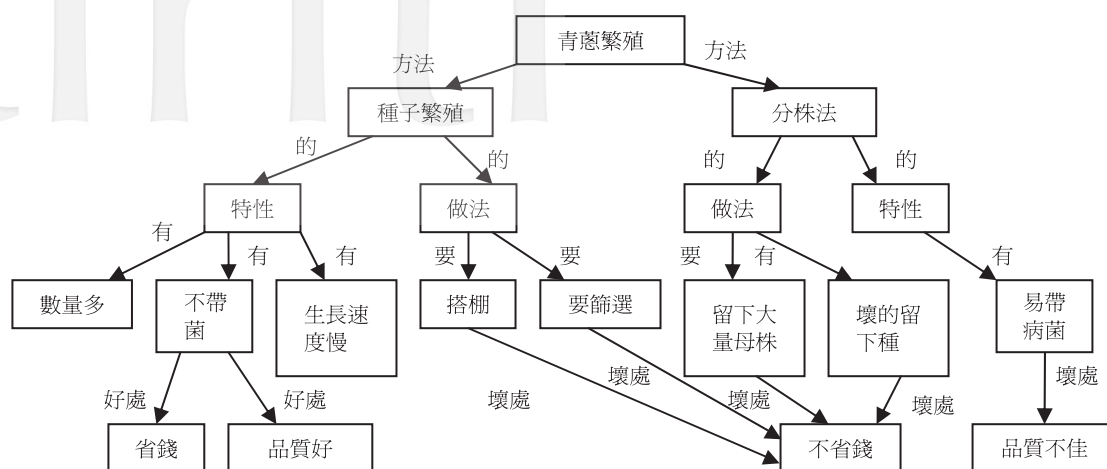 青蔥繁殖
方法
方法
種子繁殖
分株法
的
的
的
的
特性
做法
做法
特性
有
有
有
要
要
要
有
有
數量多
不帶
菌
生長速
度慢
搭棚
要篩選
留下大
量母株
壞的留
下種
易帶
病菌
好處
好處
壞處
壞處
壞處
壞處
壞處
省錢
品質好
不省錢
品質不佳